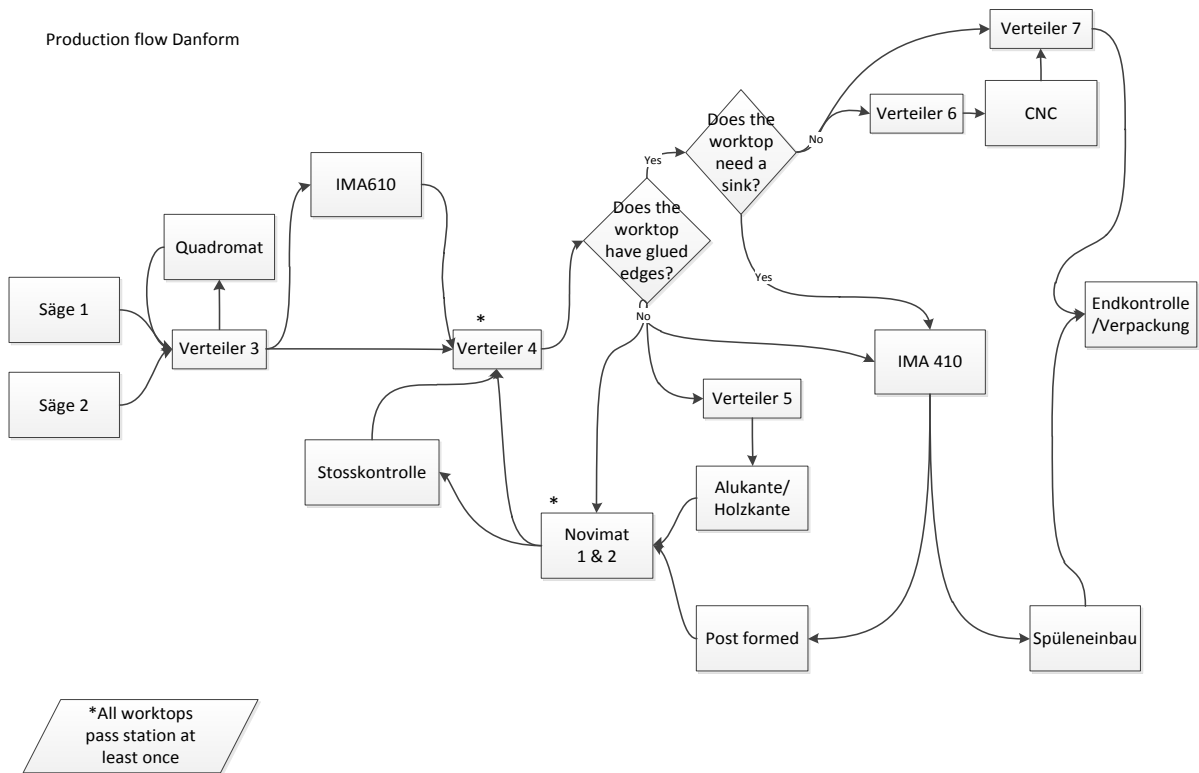 Production flow Danform
Säge 1
Säge 2
Quadromat
Verteiler 3
IMA610
*
Verteiler 4
Stosskontrolle
*
Novimat
1 & 2
Does the
worktop
have glued
edges?
Yes
No
Does the
worktop
need a
sink?
No
Yes
Verteiler 6
CNC
Verteiler 7
Verteiler 5
Alukante/
Holzkante
Post formed
IMA 410
Spüleneinbau
Endkontrolle
/Verpackung
*All worktops
pass station at
least once